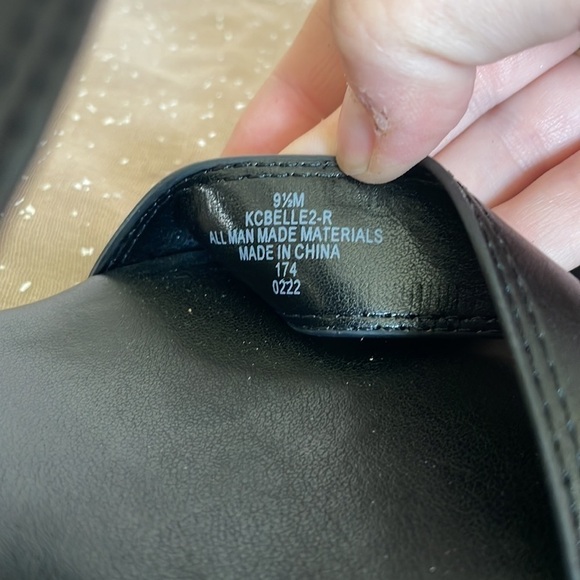 9½M
KCBELLE2-R
ALL MAN MADE MATERIALS
MADE IN CHINA
174
0222